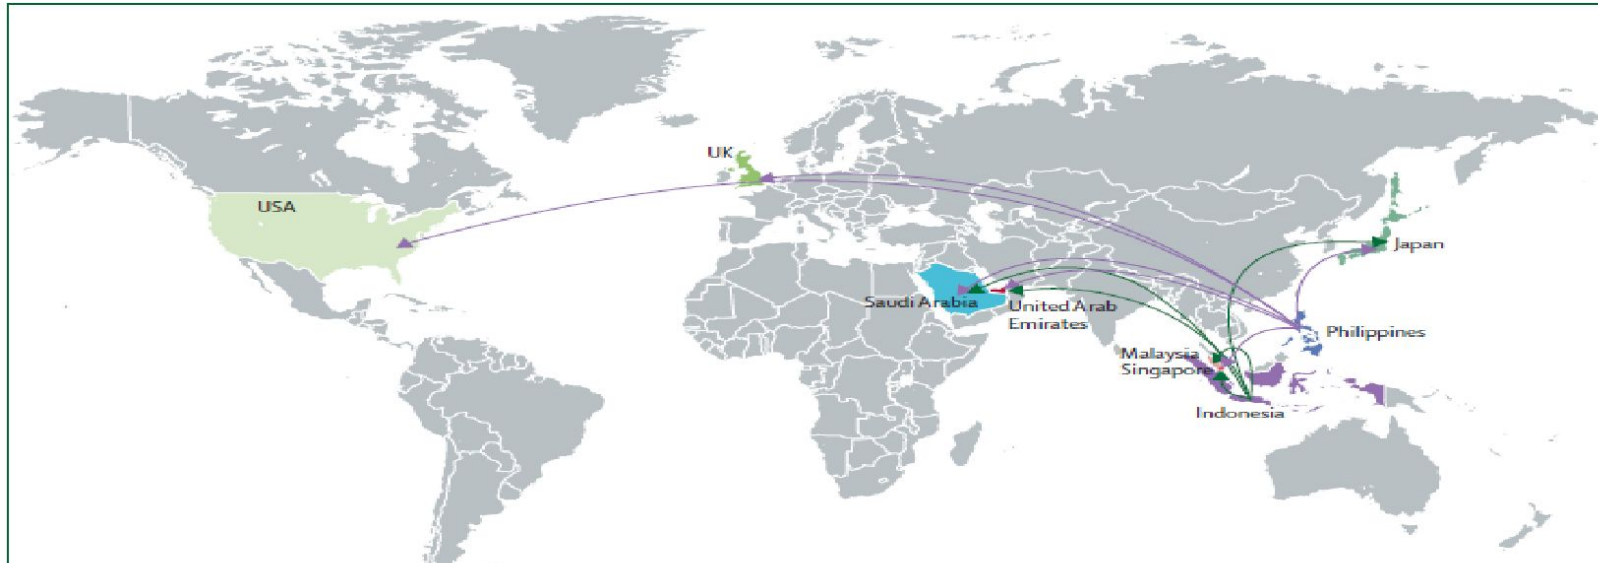 UK
USA
Japan
Saudi Arabia
United Arab
Emirates
Philippines
Malaysia
Singapore
Indonesia